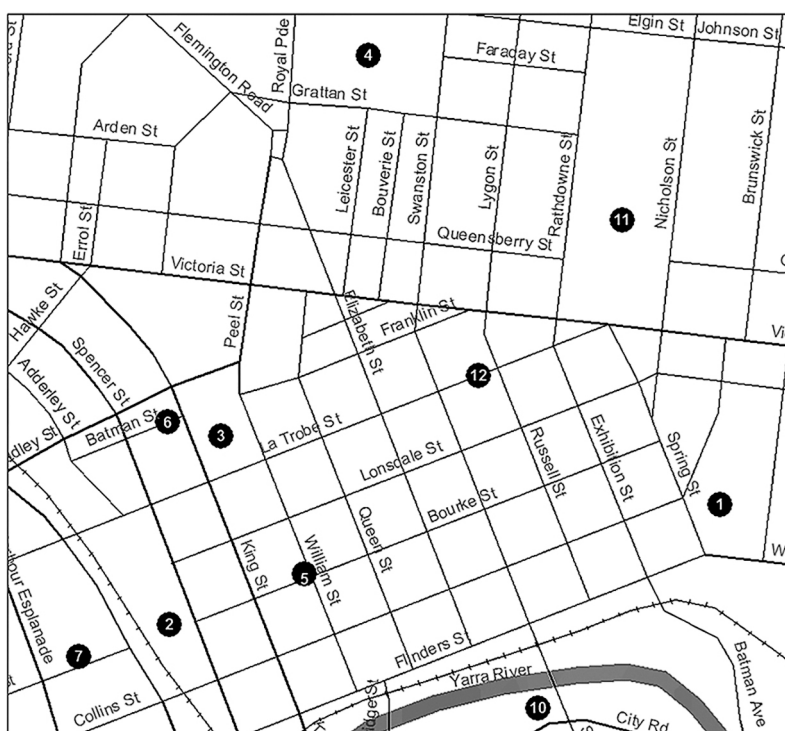 Elgin St
Johnson St
Royal Pde
Flemington Road
4
Faraday St
Grattan St
Arden St
Leicester St
Bouverie St
Swanston St
Lygon St
Rathdowne St
Nicholson St
Brunswick St
11
Errol St
Queensberry St
Victoria St
Hawke St
Peel St
Elizabeth St
Franklin St
Spencer St
Adderley St
12
Batman St
6
3
La Trobe St
Lonsdale St
Bourke St
Russell St
Exhibition St
Spring St
1
King St
William St
5
Queen St
2
7
Esplanade
Flinders St
Collins St
Yarra River
10
City Rd
Batman Ave